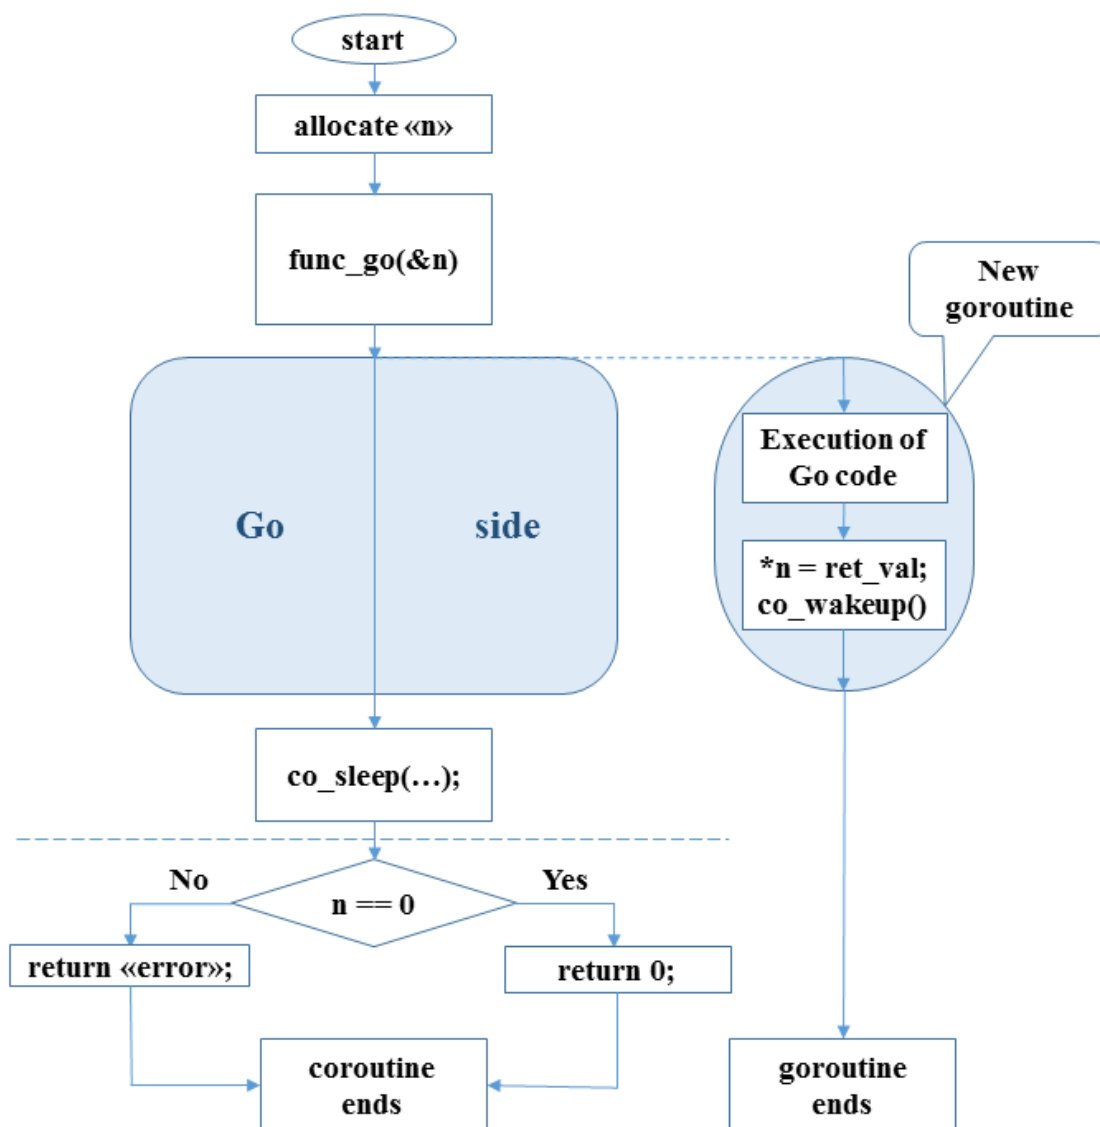 start
allocate «n»
func_go(&n)
New
goroutine
Execution of
Go code
Go side
*n = ret_val;
co_wakeup()
co_sleep(…);
No
Yes
n == 0
return «error»;
return 0;
coroutine
ends
goroutine
ends